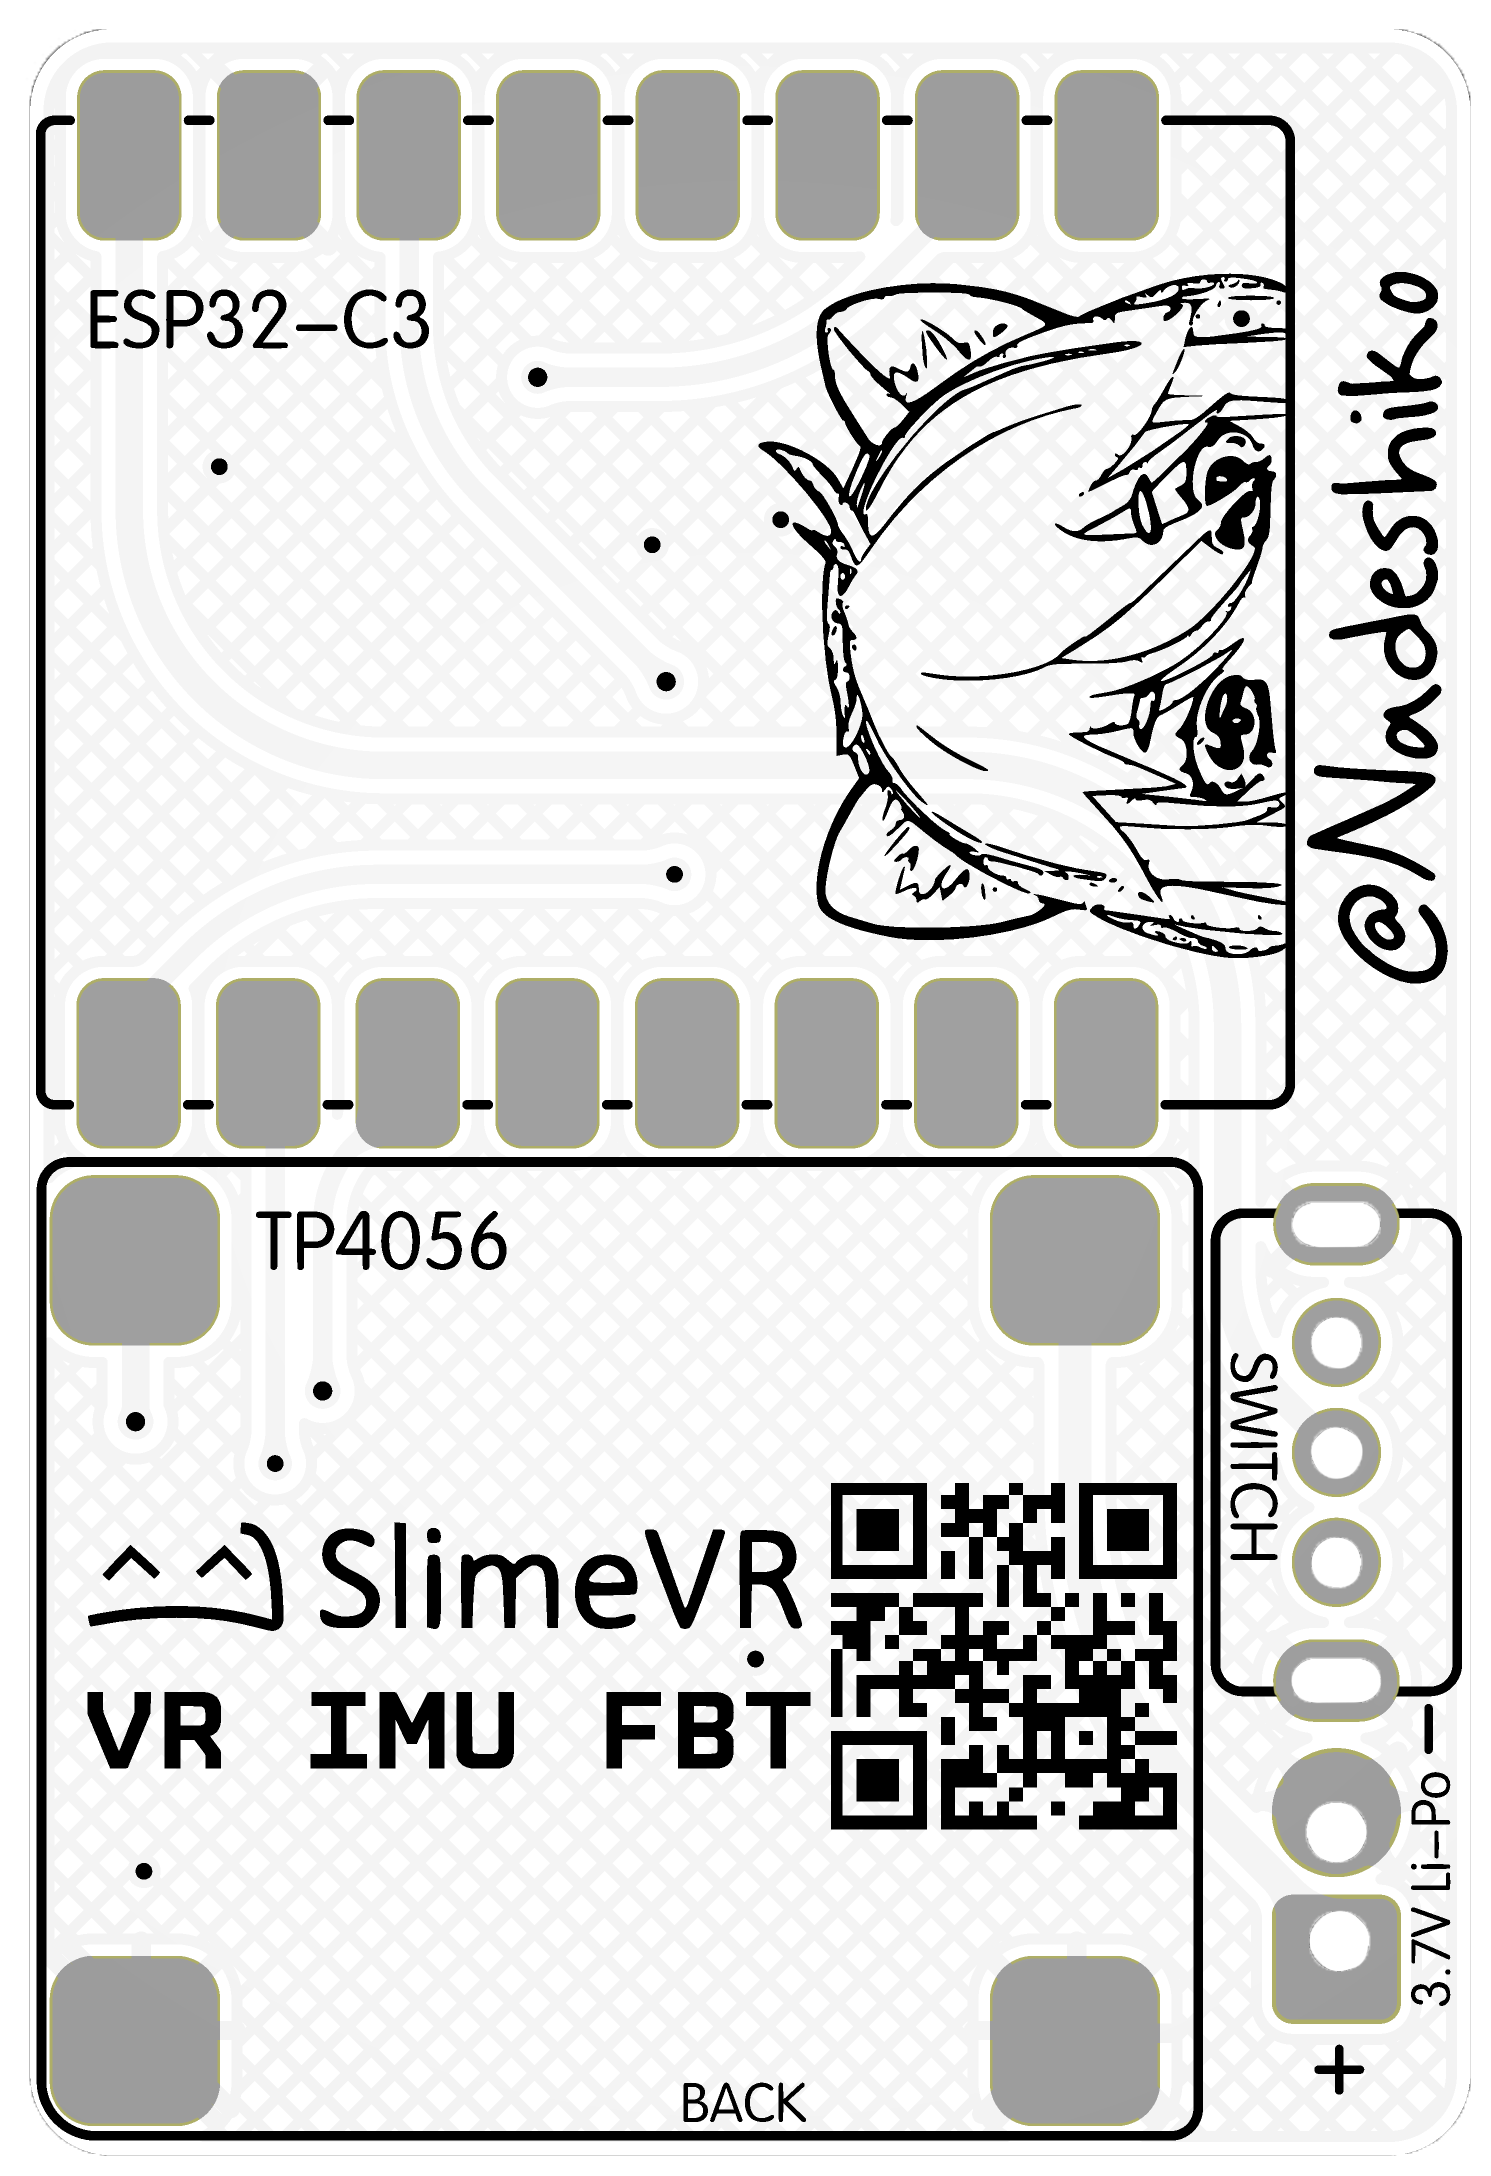 ESP32-C3
@Nadeshiko
TP4056
SWITCH
SlimeVR
VR IMU FBT
3.7V Li-Po -
+
BACK